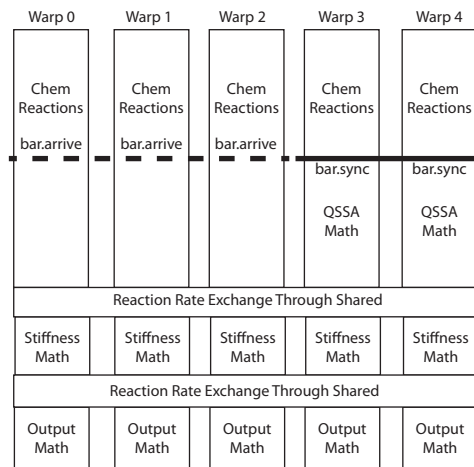 Warp 0 Warp 1 Warp 2 Warp 3 Warp 4
Chem Chem Chem Chem Chem
Reactions Reactions Reactions Reactions Reactions
bar.arrive bar.arrive bar.arrive
bar.sync bar.sync
QSSA QSSA
Math Math
Reaction Rate Exchange Through Shared
Stiffness Stiffness Stiffness Stiffness Stiffness
Math Math Math Math Math
Reaction Rate Exchange Through Shared
Output Output Output Output Output
Math Math Math Math Math